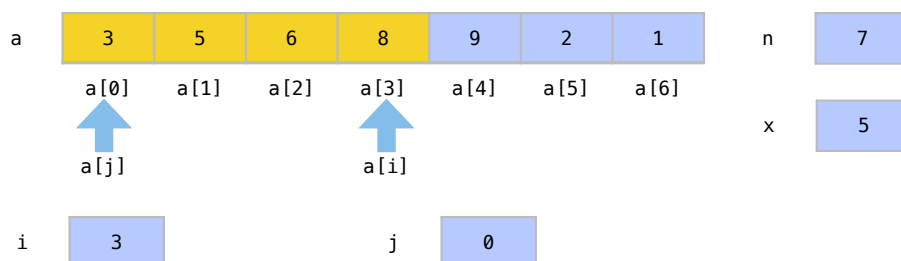 a 3 5 6 8 9 2 1 n 7
a[0] a[1] a[2] a[3] a[4] a[5] a[6]
x 5
a[j] a[i]
i 3 j 0